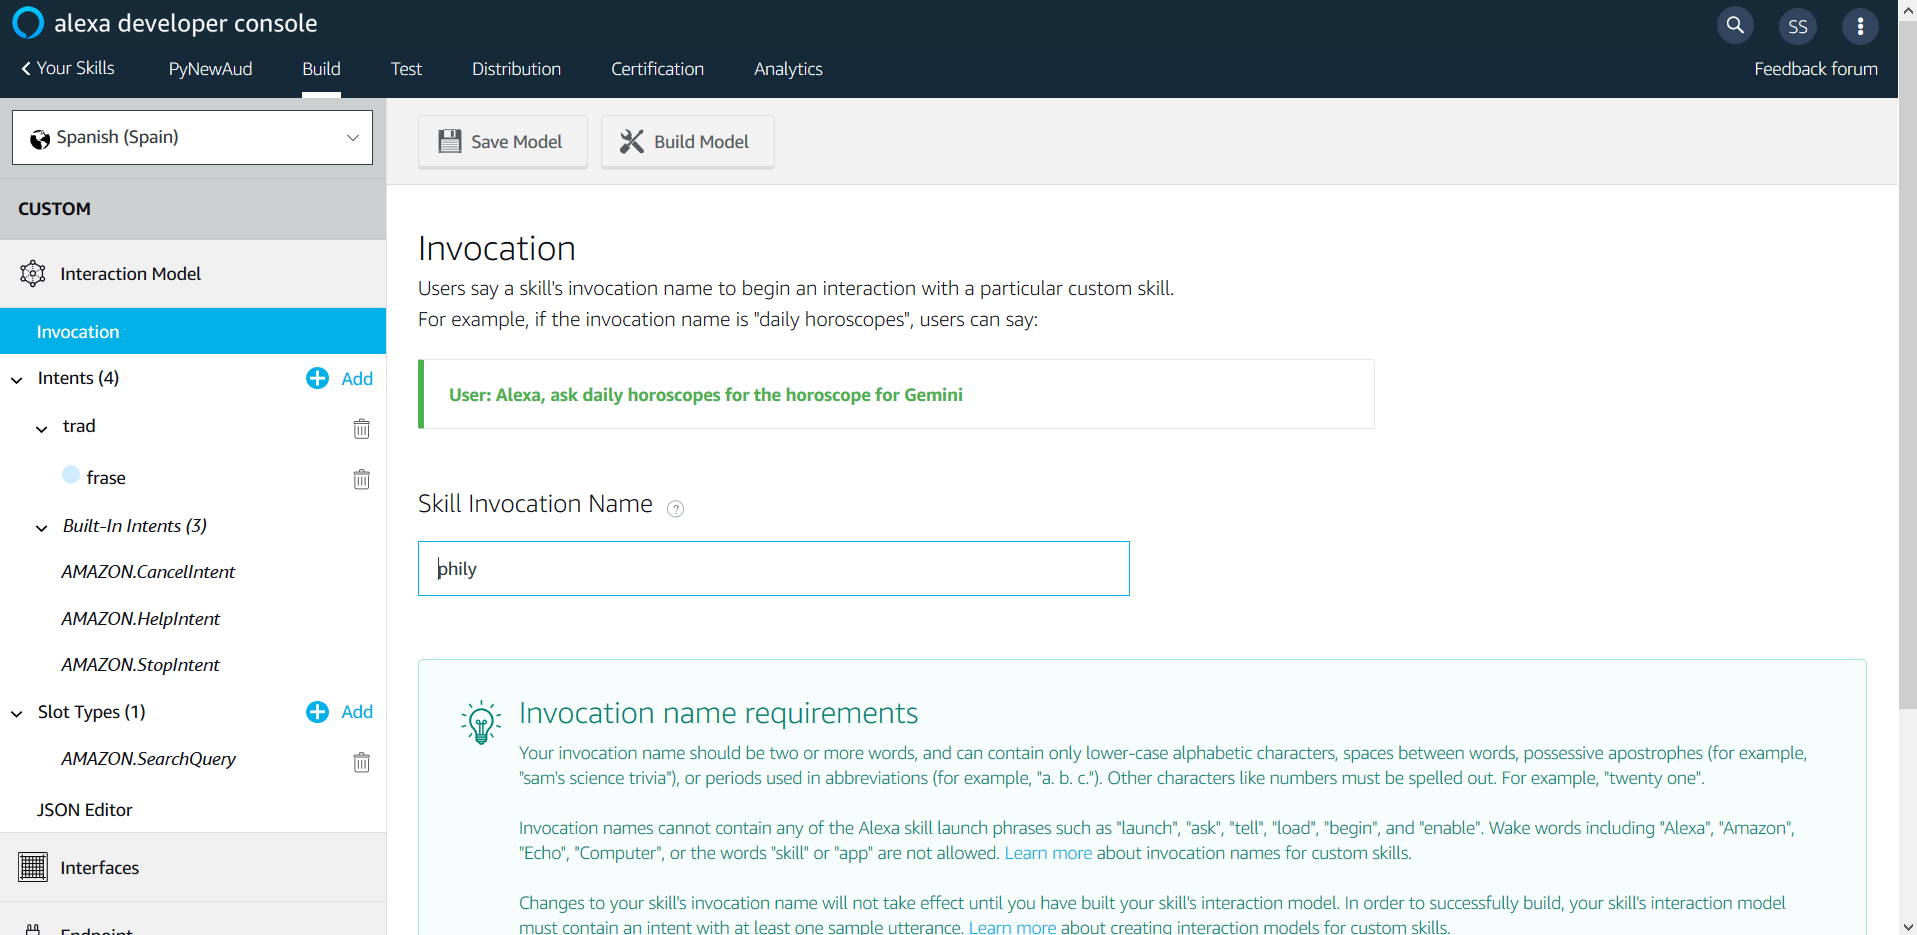 alexa developer console
SS
Your Skills
PyNewAud
Build
Test
Distribution
Certification
Analytics
Feedback forum
Spanish (Spain)
CUSTOM
Interaction Model
Invocation
Intents (4)
Add
trad
frase
Built-In Intents (3)
AMAZON.CancelIntent
AMAZON.HelpIntent
AMAZON.StopIntent
Slot Types (1)
Add
AMAZON.SearchQuery
JSON Editor
Interfaces
Endpoint
Save Model
Build Model
Invocation
Users say a skill's invocation name to begin an interaction with a particular custom skill.
For example, if the invocation name is "daily horoscopes", users can say:
User: Alexa, ask daily horoscopes for the horoscope for Gemini
Skill Invocation Name ?
phily
Invocation name requirements
Your invocation name should be two or more words, and can contain only lower-case alphabetic characters, spaces between words, possessive apostrophes (for example,
"sam's science trivia"), or periods used in abbreviations (for example, "a. b. c."). Other characters like numbers must be spelled out. For example, "twenty one".
Invocation names cannot contain any of the Alexa skill launch phrases such as "launch", "ask", "tell", "load", "begin", and "enable". Wake words including "Alexa", "Amazon",
"Echo", "Computer", or the words "skill" or "app" are not allowed. Learn more about invocation names for custom skills.
Changes to your skill's invocation name will not take effect until you have built your skill's interaction model. In order to successfully build, your skill's interaction model
must contain an intent with at least one sample utterance. Learn more about creating interaction models for custom skills.